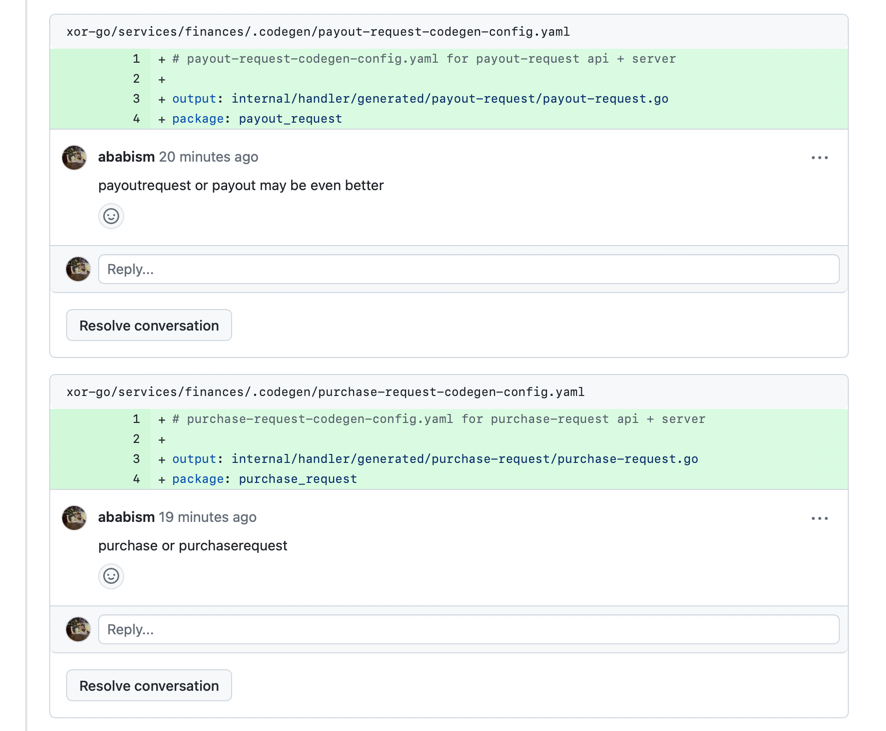 xor-go/services/finances/.codegen/payout-request-codegen-config.yaml
1 + # payout-request-codegen-config.yaml for payout-request api + server
2 +
3 + output: internal/handler/generated/payout-request/payout-request.go
4 + package: payout_request
ababism 20 minutes ago
payoutrequest or payout may be even better
Reply...
Resolve conversation
xor-go/services/finances/.codegen/purchase-request-codegen-config.yaml
1 + # purchase-request-codegen-config.yaml for purchase-request api + server
2 +
3 + output: internal/handler/generated/purchase-request/purchase-request.go
4 + package: purchase_request
ababism 19 minutes ago
purchase or purchaserequest
Reply...
Resolve conversation